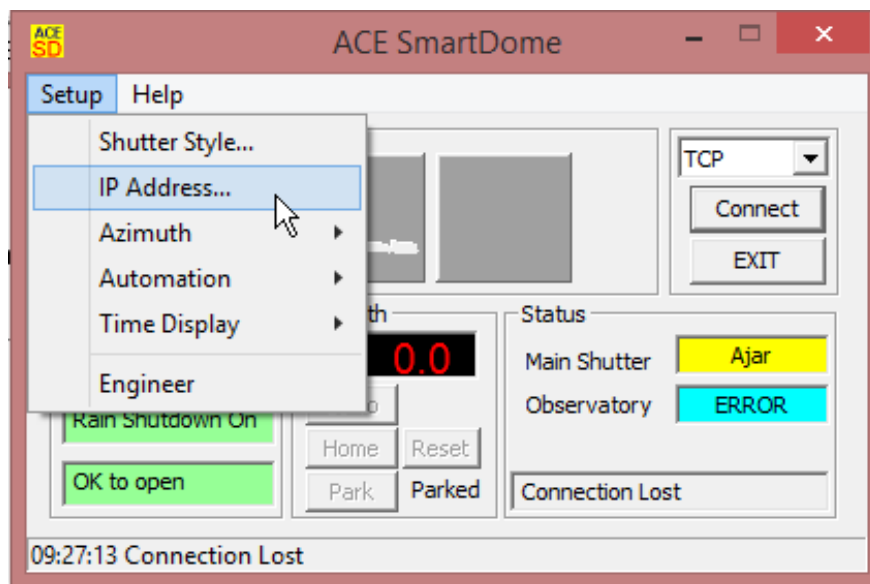 ACE
SD
ACE SmartDome
Setup Help
Shutter Style...
IP Address...
Azimuth
Automation
Time Display
Engineer
TCP
Connect
EXIT
th
0.0
Home Reset
Park Parked
Status
Main Shutter Ajar
Observatory ERROR
Connection Lost
Rain Shutdown On
OK to open
09:27:13 Connection Lost